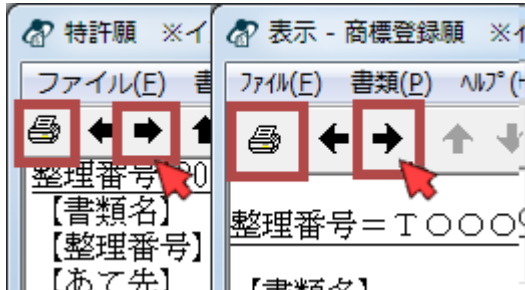 特許願 ※イ
ファイル(F) 書
整理番号
【書類名】
【整理番号】
【あて先】
表示 - 商標登録願 ※イ
ファイル(F) 書類(P) ヘルプ(H
整理番号＝T○○○9
【書類名】